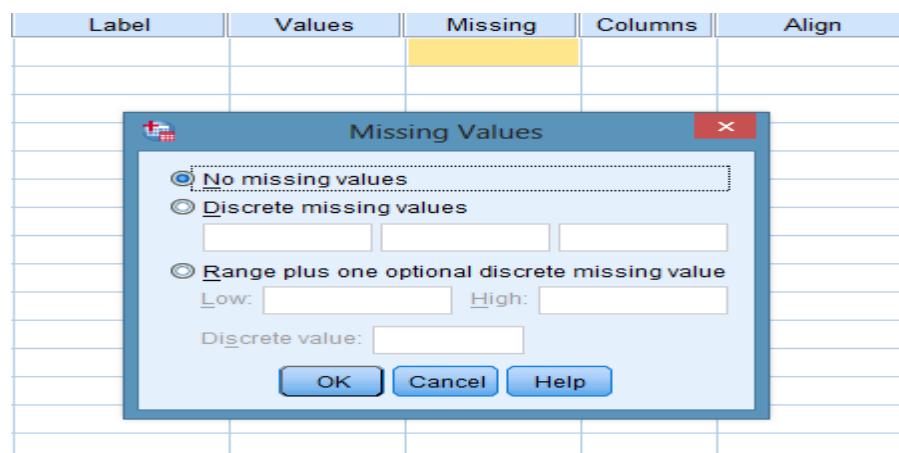 Label Values Missing Columns Align
Missing Values
No missing values
Discrete missing values
Range plus one optional discrete missing value
Low: High:
Discrete value:
OK Cancel Help